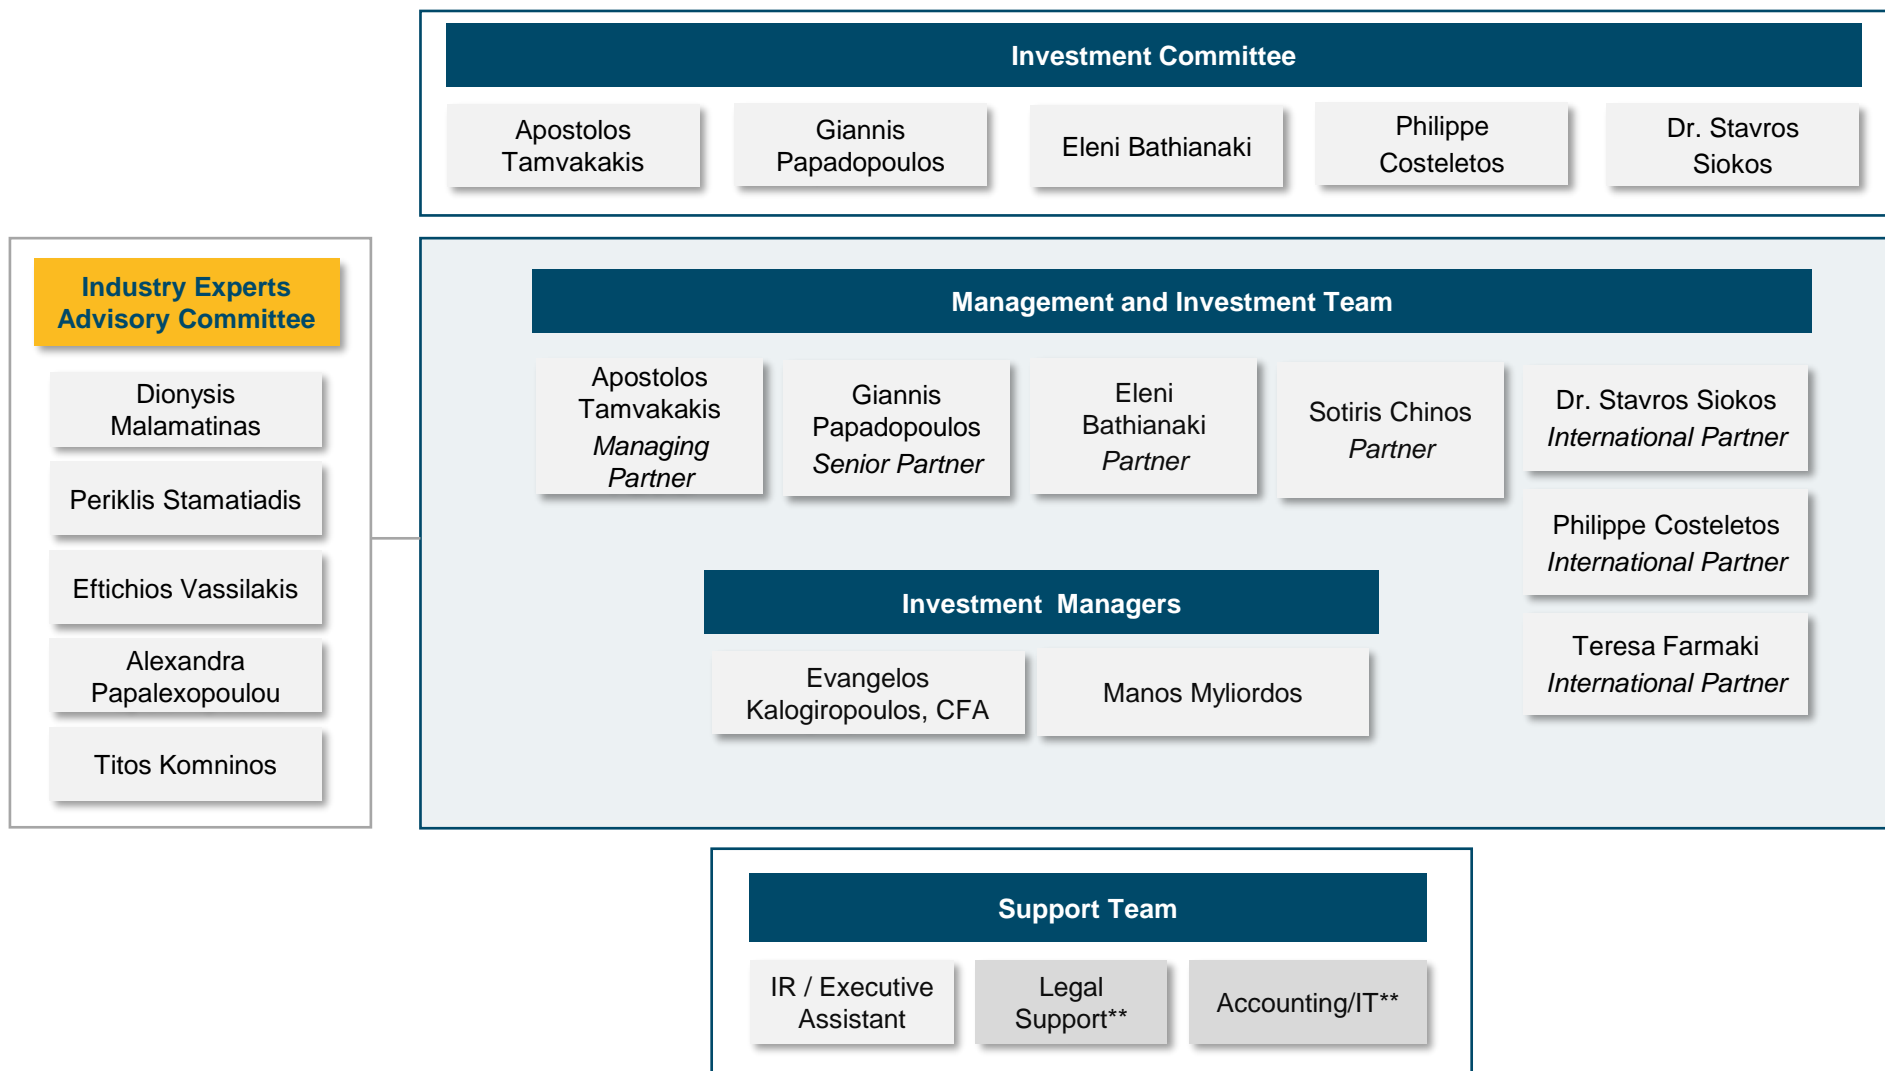 Investment Committee
Apostolos
Tamvakakis
Giannis
Papadopoulos
Eleni Bathianaki
Philippe
Costeletos
Dr. Stavros
Siokos
Industry Experts
Advisory Committee
Dionysis
Malamatinas
Periklis Stamatiadis
Eftichios Vassilakis
Alexandra
Papalexopoulou
Titos Komninos
Management and Investment Team
Apostolos
Tamvakakis
Managing
Partner
Giannis
Papadopoulos
Senior Partner
Eleni
Bathianaki
Partner
Sotiris Chinos
Partner
Dr. Stavros Siokos
International Partner
Philippe Costeletos
International Partner
Teresa Farmaki
International Partner
Investment  Managers
Evangelos
Kalogiropoulos, CFA
Manos Myliordos
Support Team
IR / Executive
Assistant
Legal
Support**
Accounting/IT**